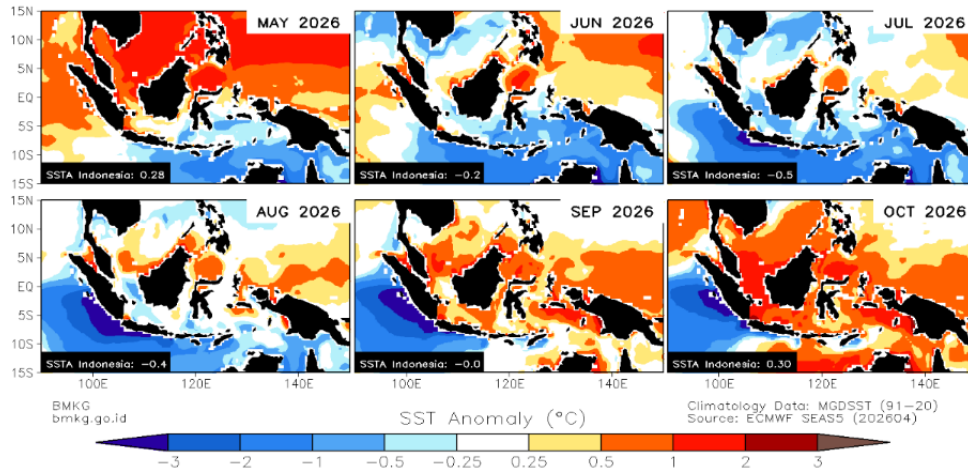 MAY 2026
JUN 2026
JUL 2026
15N
10N
5N
EQ
5S
10S
15S
SSTA Indonesia: 0.28
SSTA Indonesia: −0.2
SSTA Indonesia: −0.5
AUG 2026
SEP 2026
OCT 2026
15N
10N
5N
EQ
5S
10S
15S
SSTA Indonesia: −0.4
SSTA Indonesia: −0.0
SSTA Indonesia: 0.30
100E 120E 140E
100E 120E 140E
100E 120E 140E
BMKG
bmkg.go.id
SST Anomaly (°C)
Climatology Data: MGDSST (91−20)
Source: ECMWF SEAS5 (202604)
−3 −2 −1 −0.5 −0.25 0.25 0.5 1 2 3